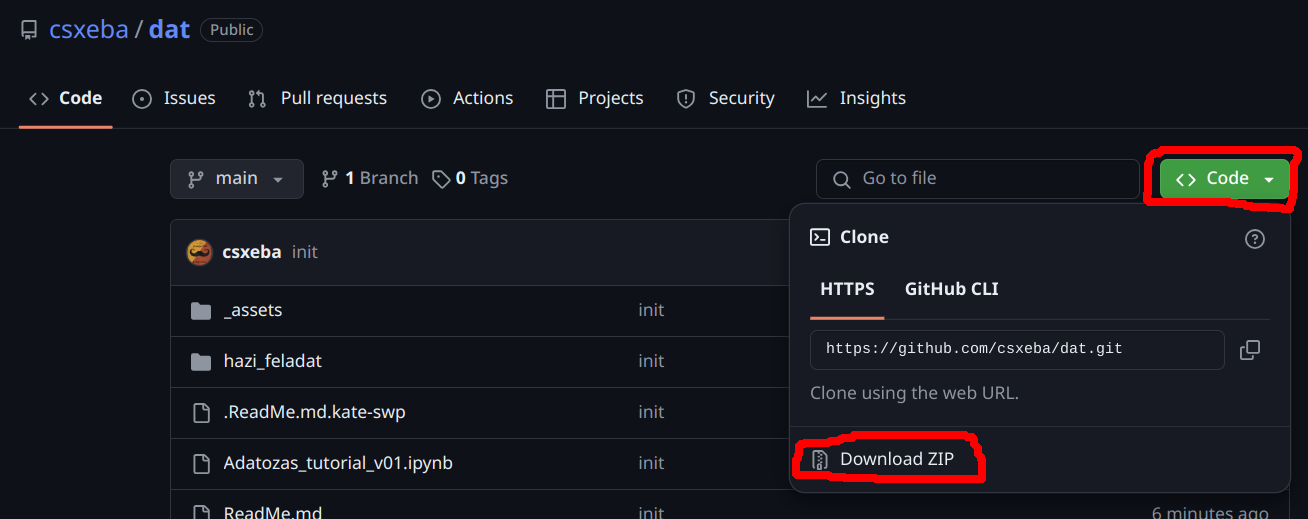 csxeba / dat Public
Code Issues Pull requests Actions Projects Security Insights
main 1 Branch 0 Tags Go to file Code
csxeba init
_assets init
hazi_feladat init
.ReadMe.md.kate-swp init
Adatozas_tutorial_v01.ipynb init
ReadMe.md init 6 minutes ago
Clone
HTTPS GitHub CLI
https://github.com/csxeba/dat.git
Clone using the web URL.
Download ZIP